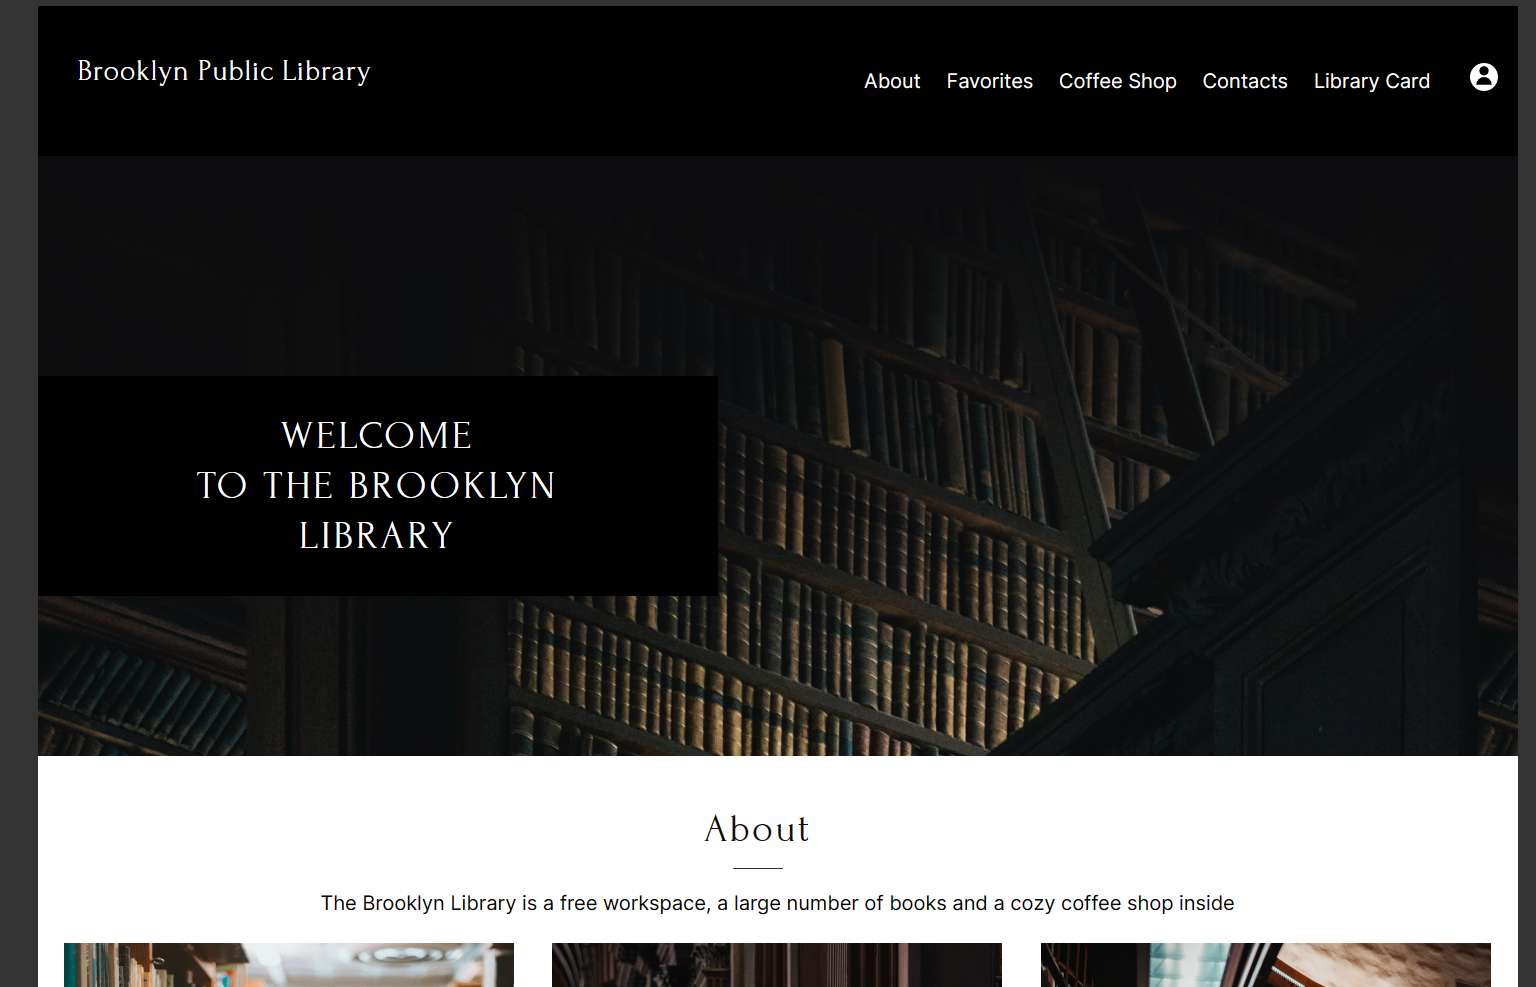 Brooklyn Public Library
About Favorites Coffee Shop Contacts Library Card
WELCOME
TO THE BROOKLYN
LIBRARY
About
The Brooklyn Library is a free workspace, a large number of books and a cozy coffee shop inside